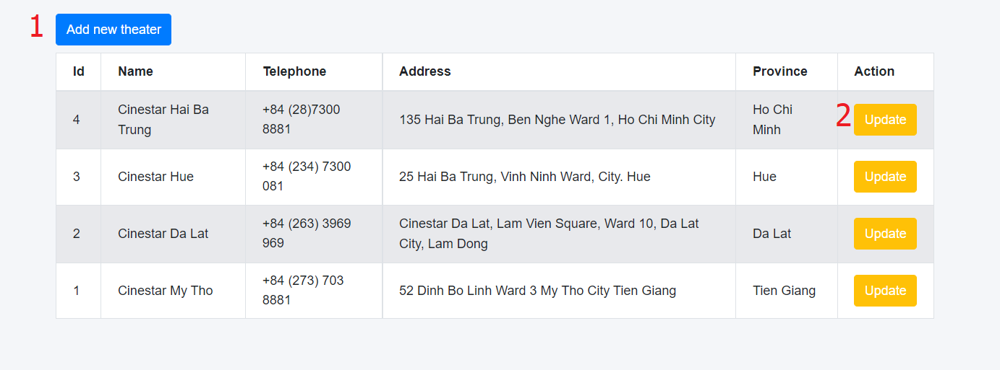 1 Add new theater
Id Name Telephone Address Province Action
4 Cinestar Hai Ba Trung +84 (28)7300 8881 135 Hai Ba Trung, Ben Nghe Ward 1, Ho Chi Minh City Ho Chi Minh 2 Update
3 Cinestar Hue +84 (234) 7300 081 25 Hai Ba Trung, Vinh Ninh Ward, City. Hue Hue Update
2 Cinestar Da Lat +84 (263) 3969 969 Cinestar Da Lat, Lam Vien Square, Ward 10, Da Lat City, Lam Dong Da Lat Update
1 Cinestar My Tho +84 (273) 703 8881 52 Dinh Bo Linh Ward 3 My Tho City Tien Giang Tien Giang Update